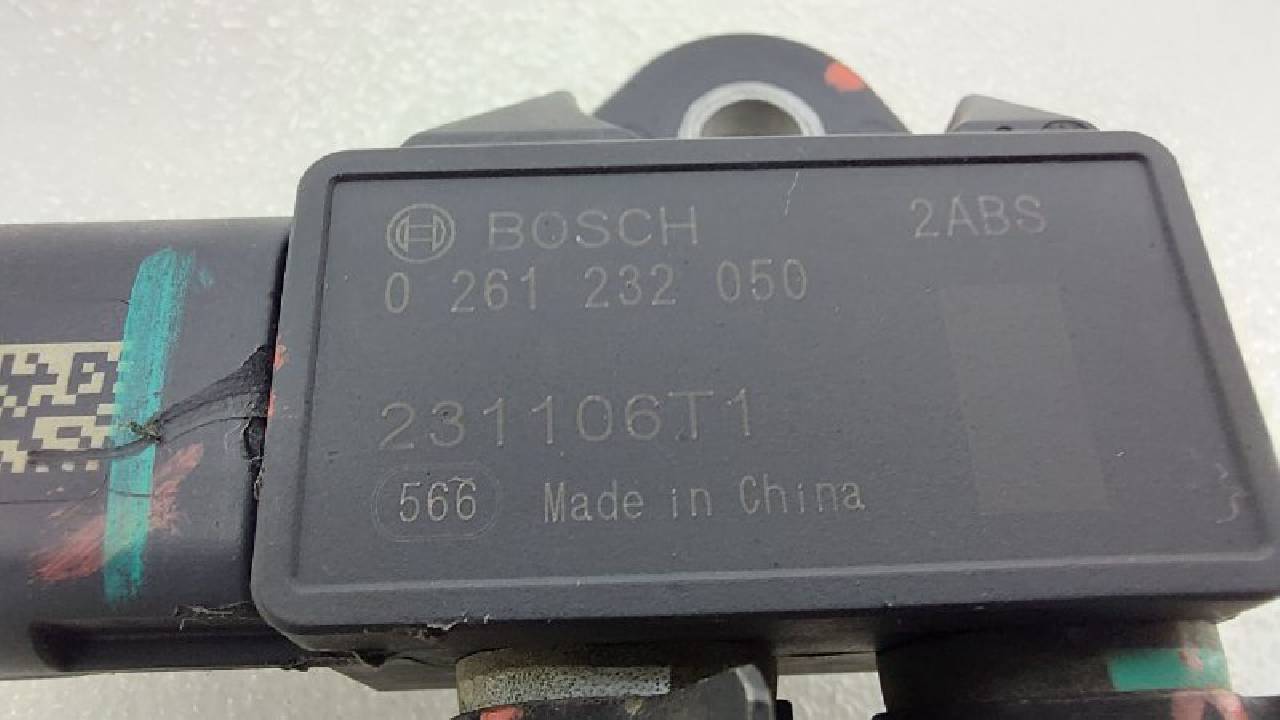 BOSCH 2ABS
0 261 232 050
231106T1
566 Made in China